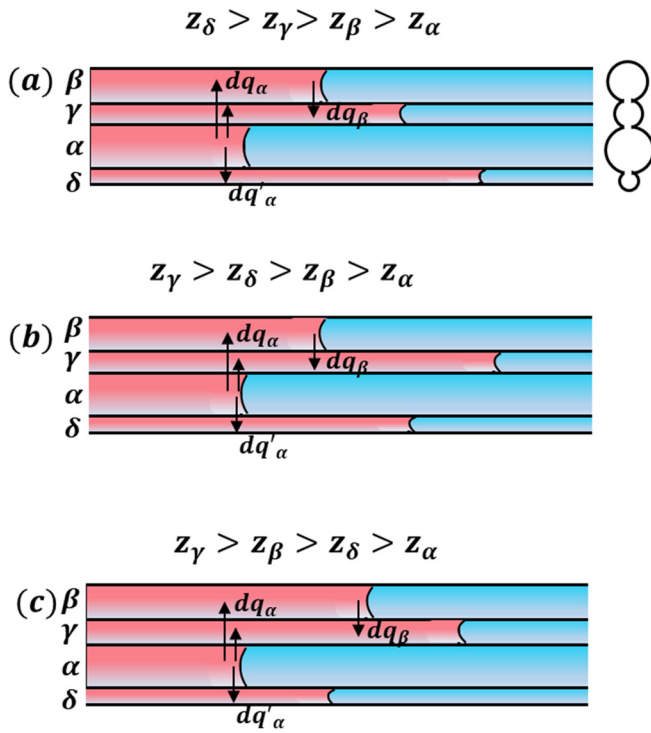 z_δ > z_γ > z_β > z_α
(a) β dq_α
γ dq_β
α
δ dq'_α
z_γ > z_δ > z_β > z_α
(b) β dq_α
γ dq_β
α
δ dq'_α
z_γ > z_β > z_δ > z_α
(c) β dq_α
γ dq_β
α
δ dq'_α